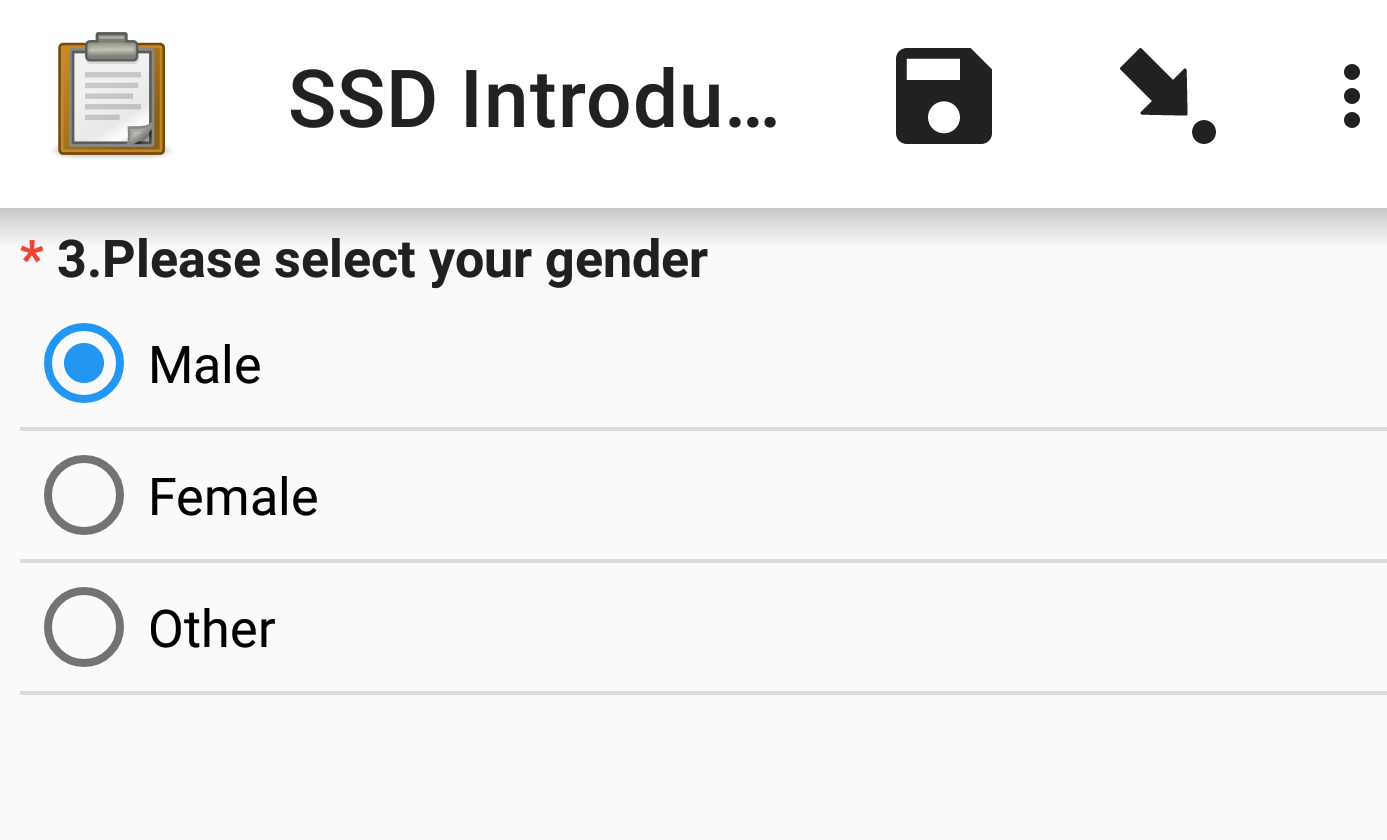 SSD Introdu...
* 3.Please select your gender
Male
Female
Other